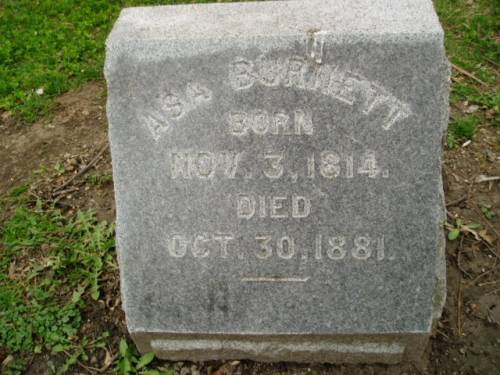 ASA BURNETT
BORN
NOV. 3, 1814.
DIED
OCT. 30, 1881.